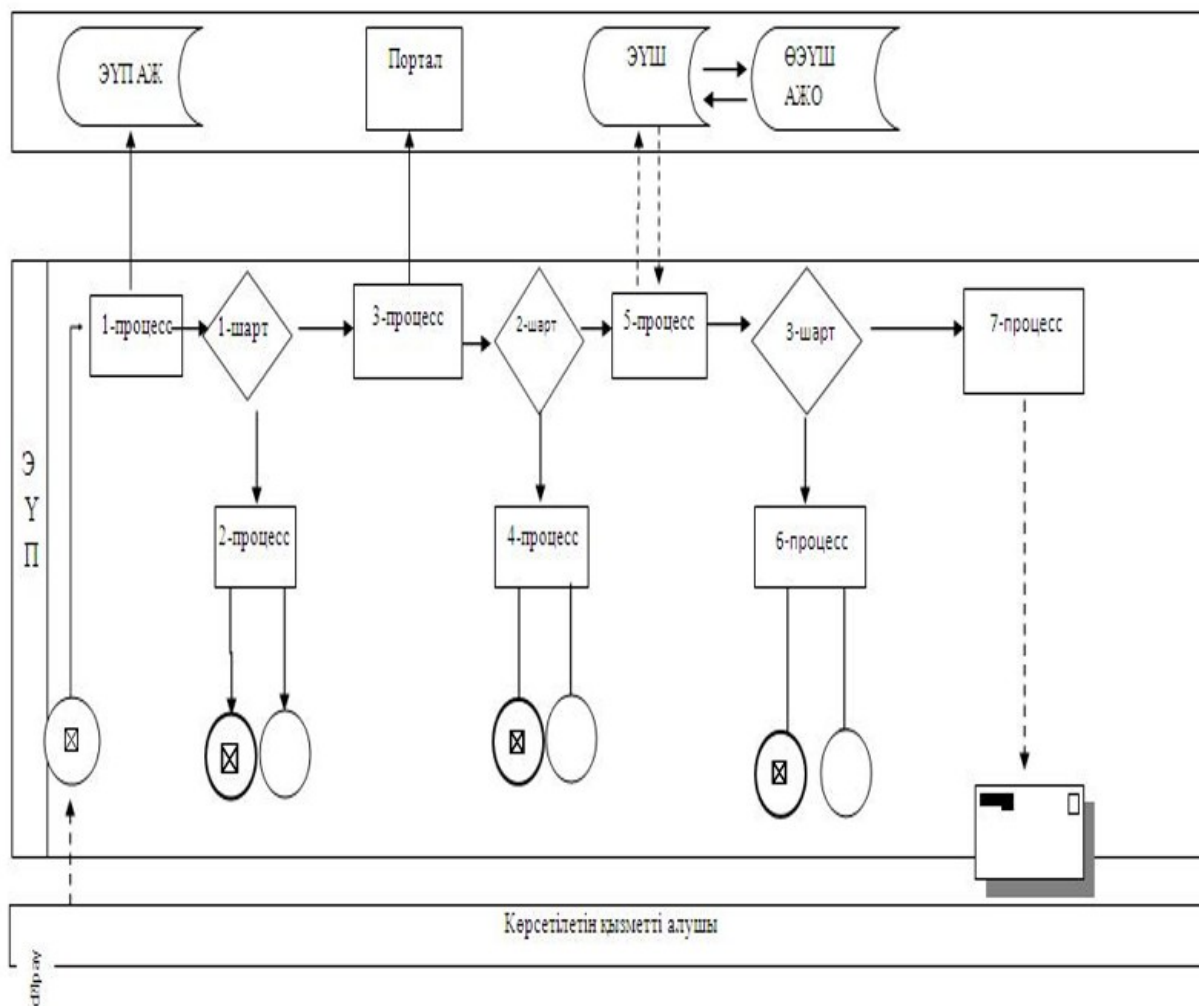 ЭҮП АЖ
Портал
ЭҮШ
ӨЭҮШ
АЖО
1-процесс
1-шарт
3-процесс
2-шарт
5-процесс
3-шарт
7-процесс
Э
Ү
П
2-процесс
4-процесс
6-процесс
Көрсетілетін қызметті алушы